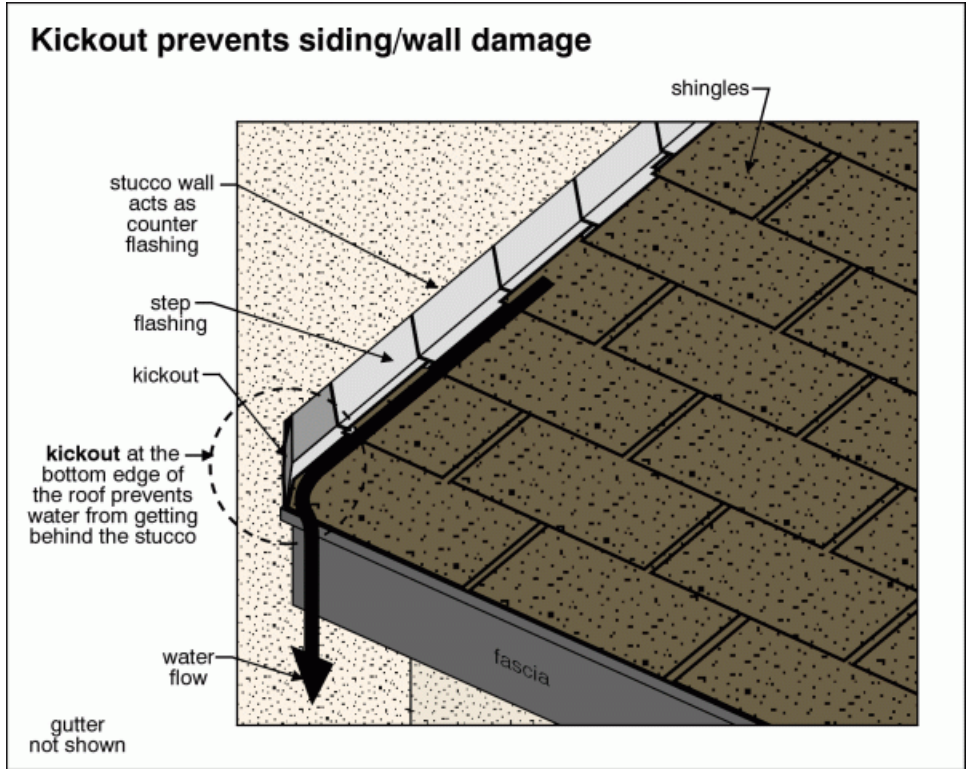 Kickout prevents siding/wall damage
shingles
stucco wall
acts as
counter
flashing
step
flashing
kickout
kickout at the
bottom edge of
the roof prevents
water from getting
behind the stucco
water
flow
fascia
gutter
not shown